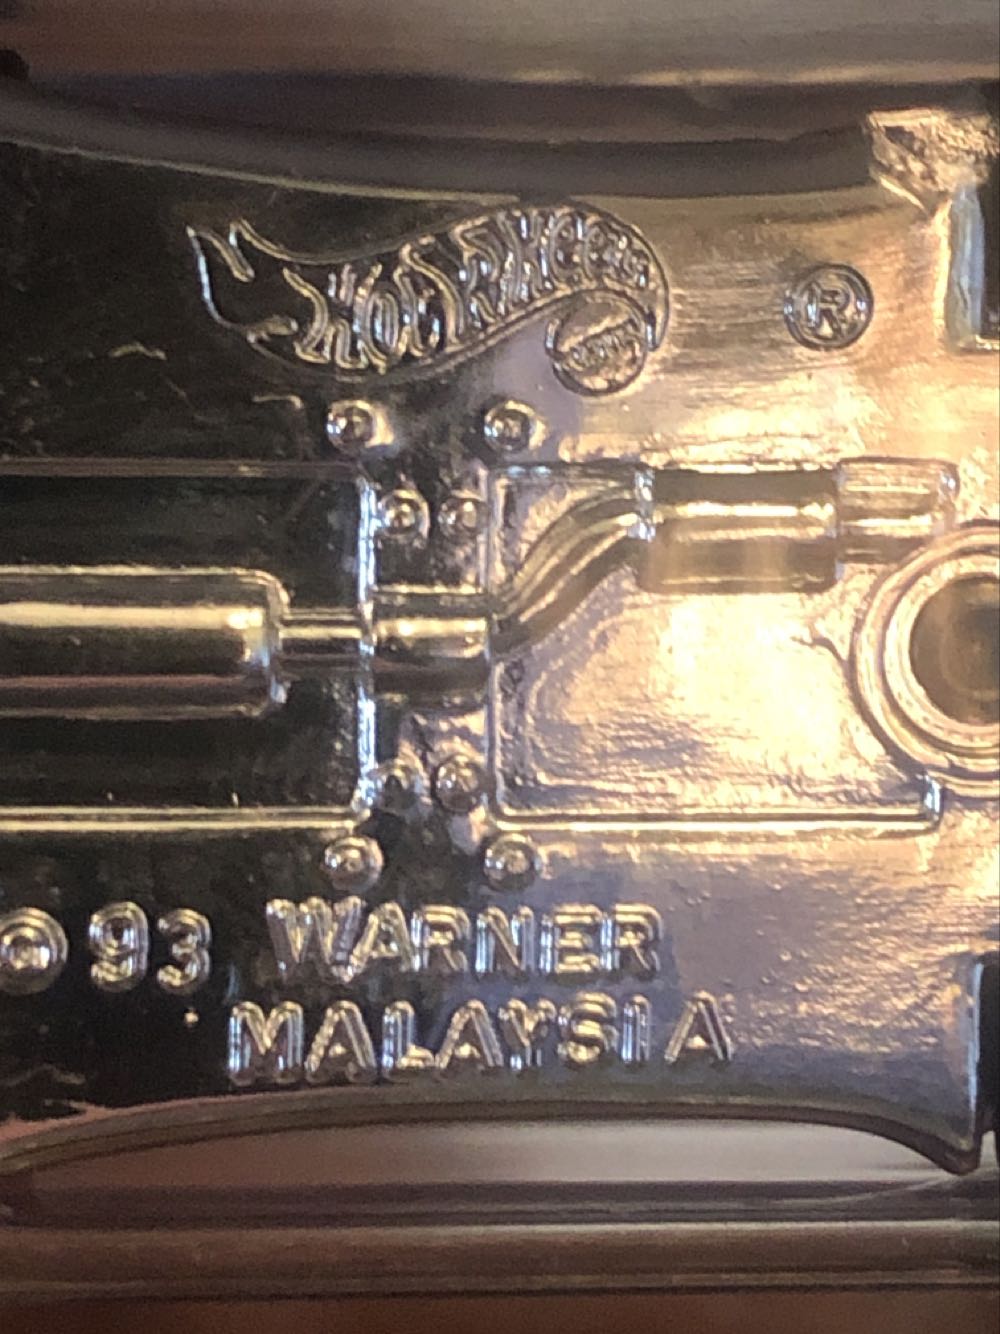 Hot Wheels
®
© 93 WARNER
MALAYSIA